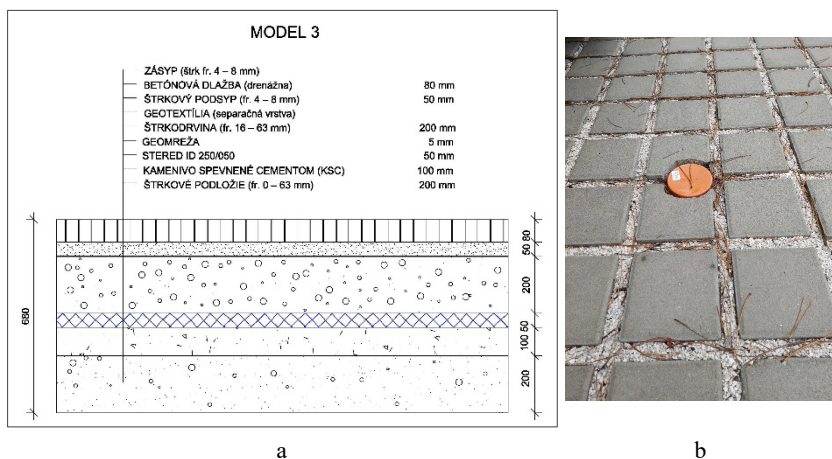 MODEL 3
ZÁSYP (štrk fr. 4 – 8 mm)
BETÓNOVÁ DLAŽBA (drenážna) 80 mm
ŠTRKOVÝ PODSYP (fr. 4 – 8 mm) 50 mm
GEOTEXTÍLIA (separačná vrstva)
ŠTRKODRVINA (fr. 16 – 63 mm) 200 mm
GEOMREŽA 5 mm
STERED ID 250/050 50 mm
KAMENIVO SPEVNENÉ CEMENTOM (KSC) 100 mm
ŠTRKOVÉ PODLOŽIE (fr. 0 – 63 mm) 200 mm
680
80
50
200
50
100
200
a
b